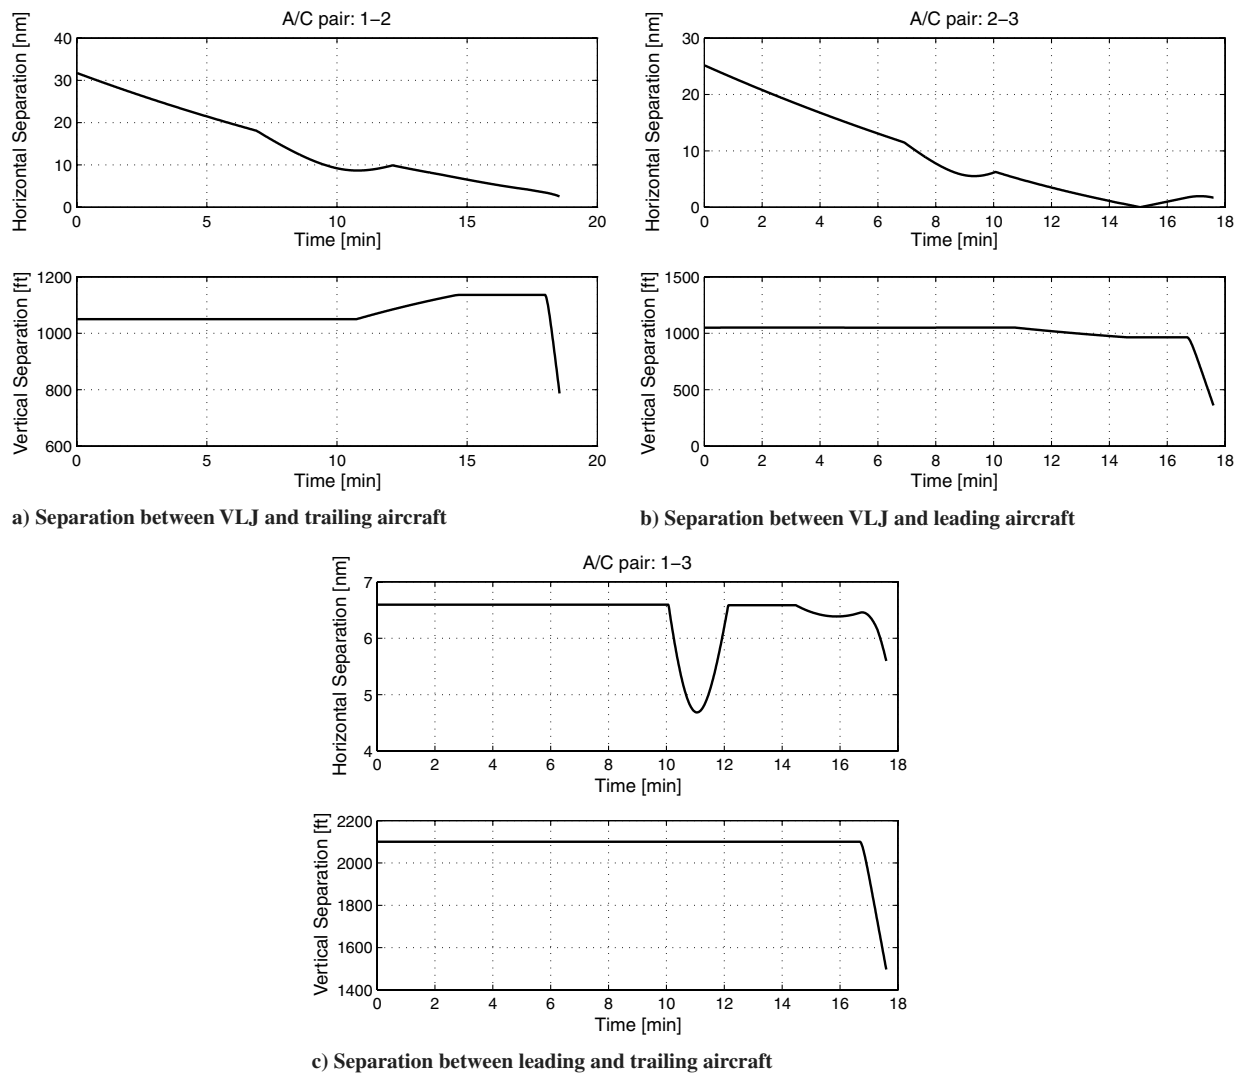 A/C pair: 1−2
Horizontal Separation [nm]
40
30
20
10
0
0 5 10 15 20
Time [min]
Vertical Separation [ft]
1200
1000
800
600
0 5 10 15 20
Time [min]
a) Separation between VLJ and trailing aircraft
A/C pair: 2−3
Horizontal Separation [nm]
30
20
10
0
0 2 4 6 8 10 12 14 16 18
Time [min]
Vertical Separation [ft]
1500
1000
500
0
0 2 4 6 8 10 12 14 16 18
Time [min]
b) Separation between VLJ and leading aircraft
A/C pair: 1−3
Horizontal Separation [nm]
7
6
5
4
0 2 4 6 8 10 12 14 16 18
Time [min]
Vertical Separation [ft]
2200
2000
1800
1600
1400
0 2 4 6 8 10 12 14 16 18
Time [min]
c) Separation between leading and trailing aircraft